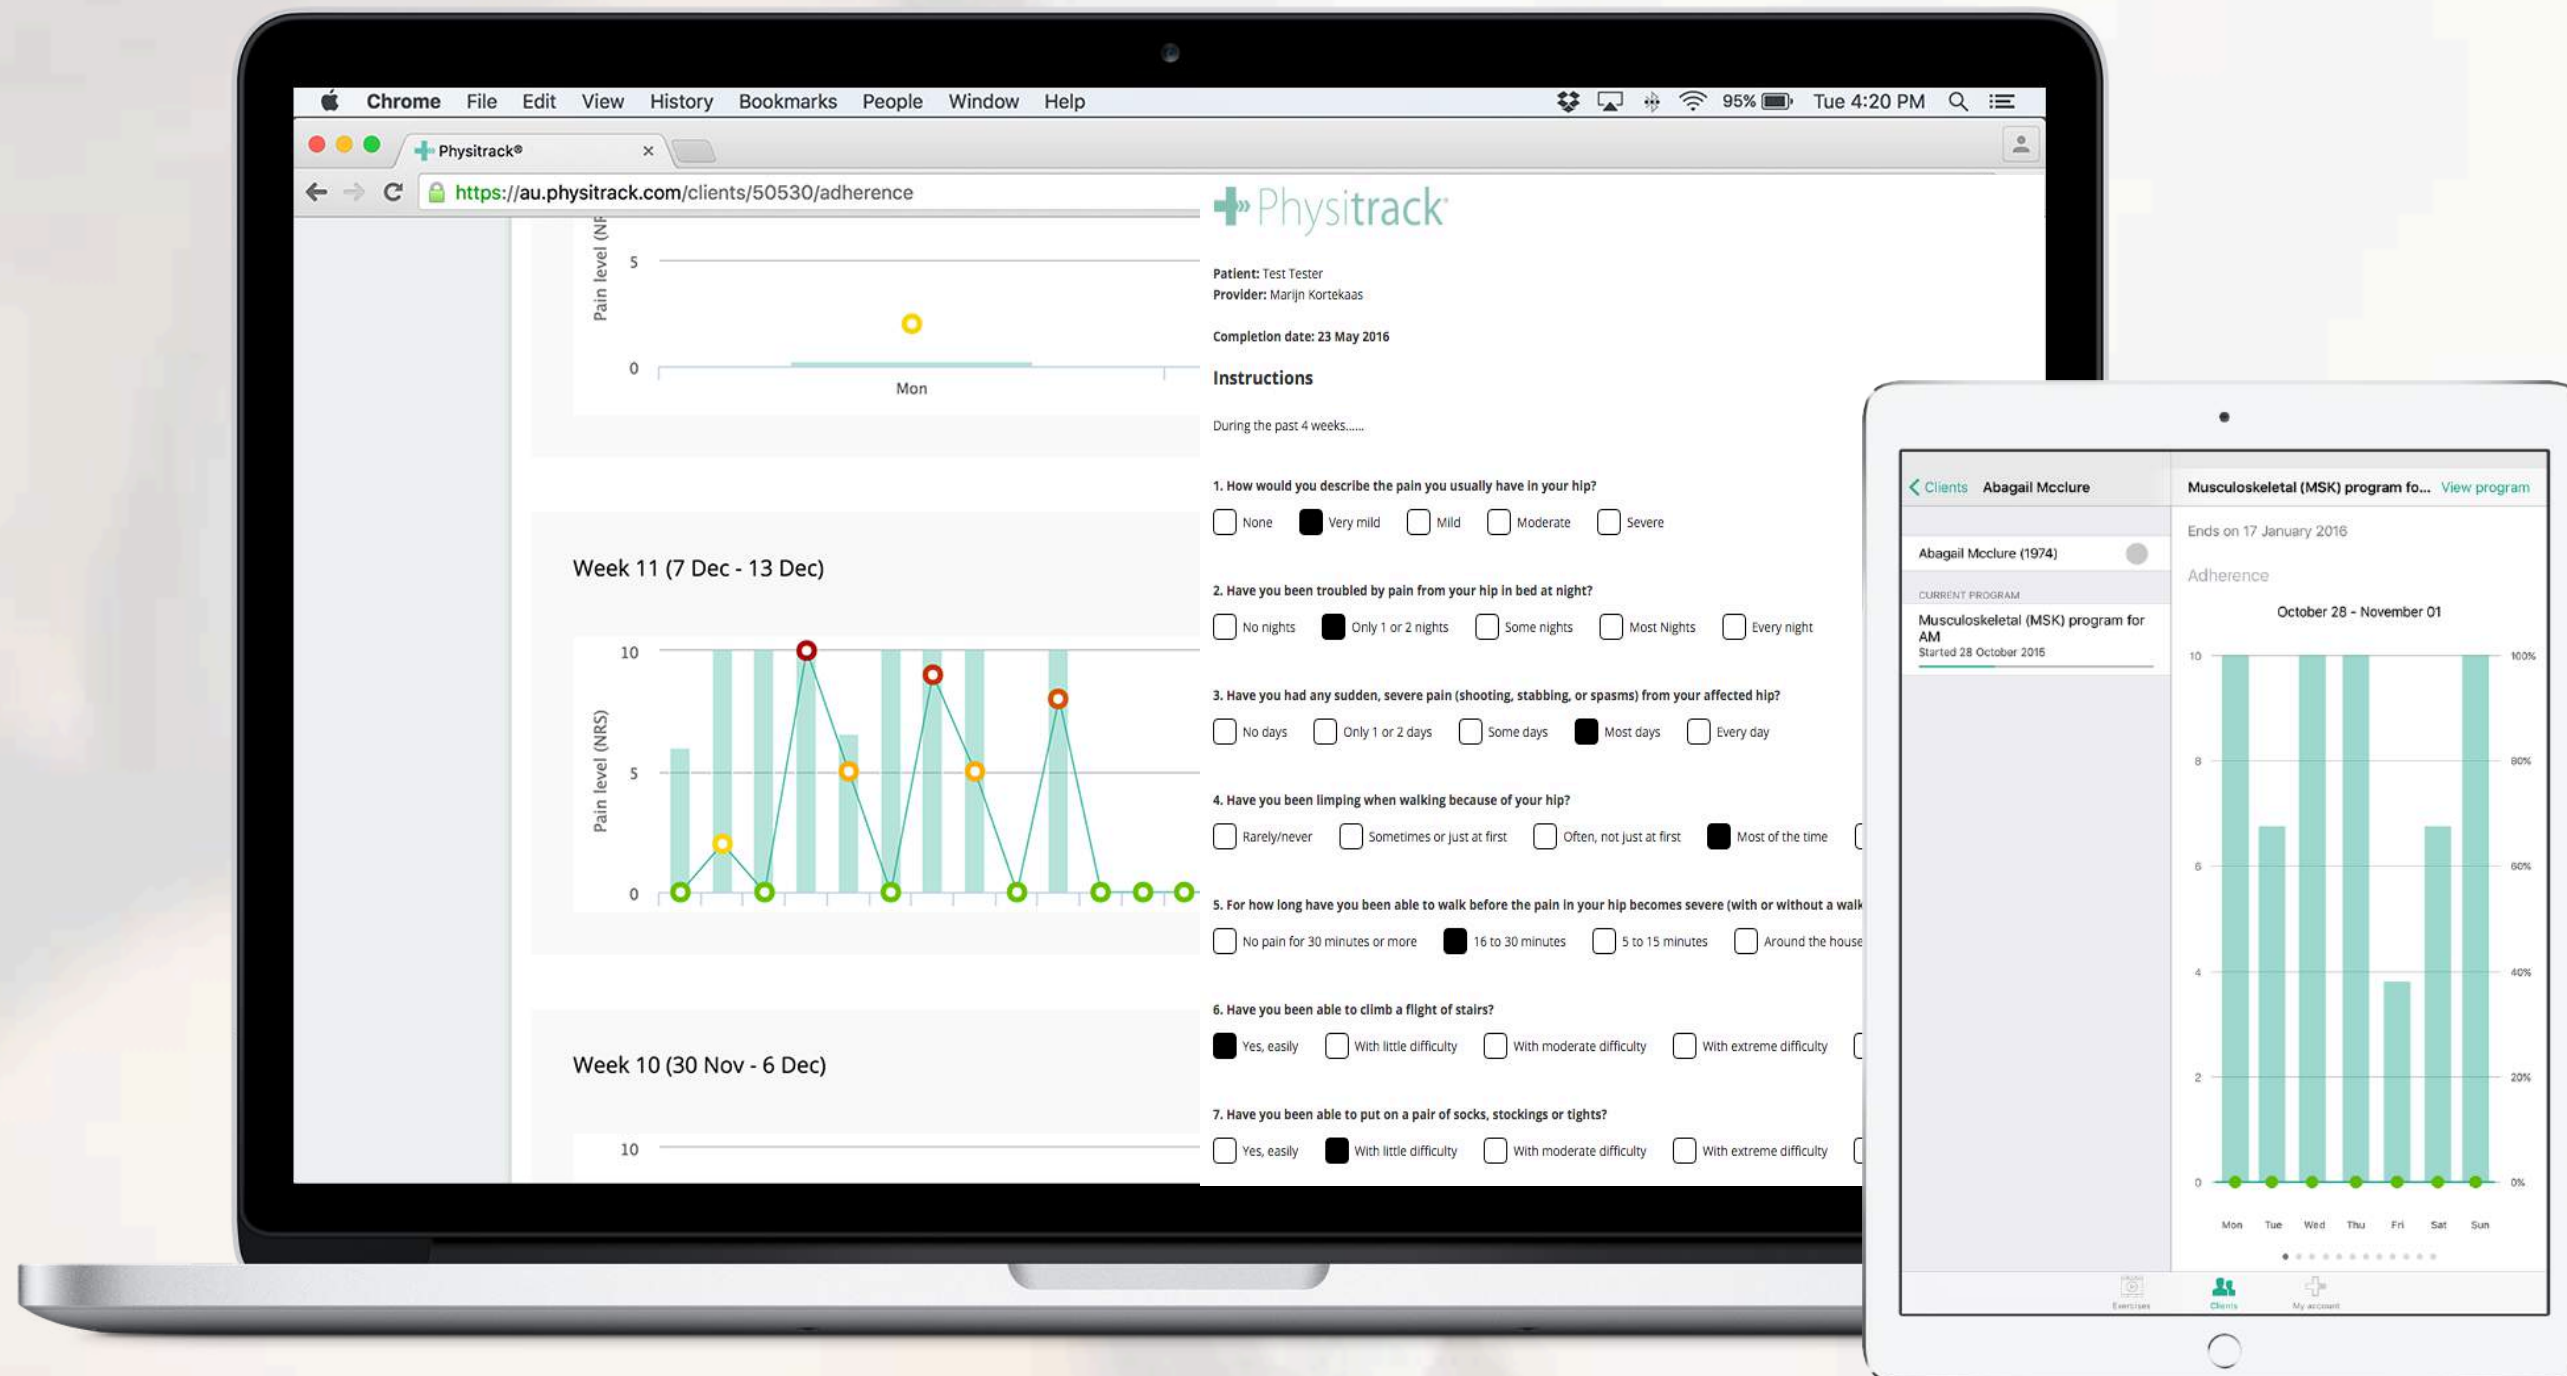 Chrome File Edit View History Bookmarks People Window Help 95% Tue 4:20 PM
Physitrack®
https://au.physitrack.com/clients/50530/adherence
Pain level (NR
5
0
Mon
Week 11 (7 Dec - 13 Dec)
10
Pain level (NRS)
5
0
Week 10 (30 Nov - 6 Dec)
10
Physitrack®
Patient: Test Tester
Provider: Marijn Kortekaas
Completion date: 23 May 2016
Instructions
During the past 4 weeks......
1. How would you describe the pain you usually have in your hip?
None Very mild Mild Moderate Severe
2. Have you been troubled by pain from your hip in bed at night?
No nights Only 1 or 2 nights Some nights Most Nights Every night
3. Have you had any sudden, severe pain (shooting, stabbing, or spasms) from your affected hip?
No days Only 1 or 2 days Some days Most days Every day
4. Have you been limping when walking because of your hip?
Rarely/never Sometimes or just at first Often, not just at first Most of the time
5. For how long have you been able to walk before the pain in your hip becomes severe (with or without a walk
No pain for 30 minutes or more 16 to 30 minutes 5 to 15 minutes Around the house
6. Have you been able to climb a flight of stairs?
Yes, easily With little difficulty With moderate difficulty With extreme difficulty
7. Have you been able to put on a pair of socks, stockings or tights?
Yes, easily With little difficulty With moderate difficulty With extreme difficulty
Clients Abagail Mcclure
Abagail Mcclure (1974)
CURRENT PROGRAM
Musculoskeletal (MSK) program for
AM
Started 28 October 2015
Musculoskeletal (MSK) program fo... View program
Ends on 17 January 2016
Adherence
October 28 - November 01
10 100%
8 80%
6 60%
4 40%
2 20%
0 0%
Mon Tue Wed Thu Fri Sat Sun
Exercises Clients My account